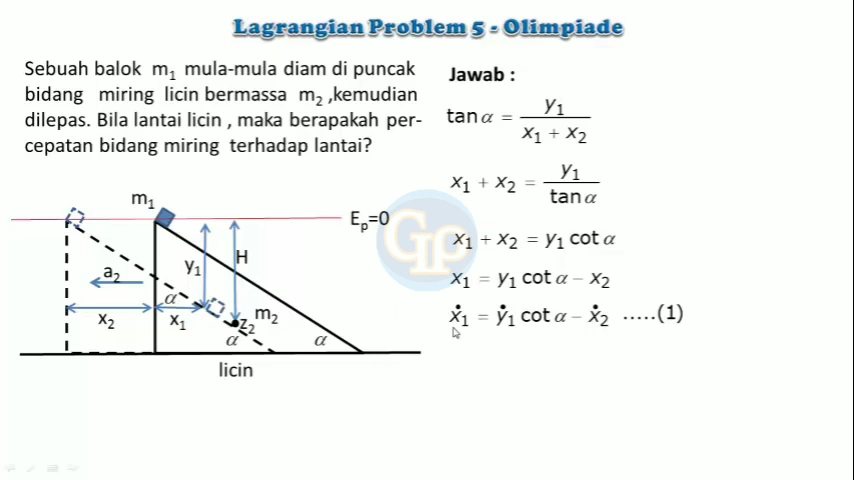 Lagrangian Problem 5 - Olimpiade
Sebuah balok m₁ mula-mula diam di puncak
bidang miring licin bermassa m₂ ,kemudian
dilepas. Bila lantai licin , maka berapakah per-
cepatan bidang miring terhadap lantai?
Jawab :
tan α = y₁ / (x₁ + x₂)
x₁ + x₂ = y₁ / tan α
x₁ + x₂ = y₁ cot α
x₁ = y₁ cot α − x₂
ẋ₁ = ẏ₁ cot α − ẋ₂ .....(1)
m₁
Eₚ=0
y₁
H
a₂
α
m₂
x₂
x₁
z₂
α
α
licin
GIP